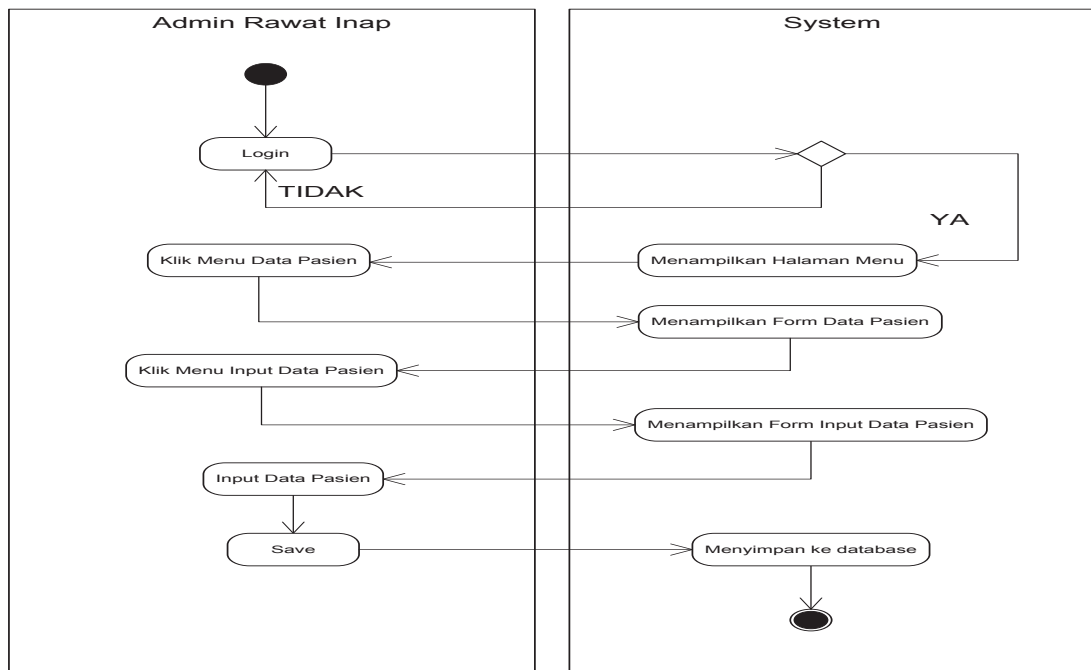 Admin Rawat Inap
System
Login
TIDAK
YA
Klik Menu Data Pasien
Menampilkan Halaman Menu
Menampilkan Form Data Pasien
Klik Menu Input Data Pasien
Menampilkan Form Input Data Pasien
Input Data Pasien
Save
Menyimpan ke database